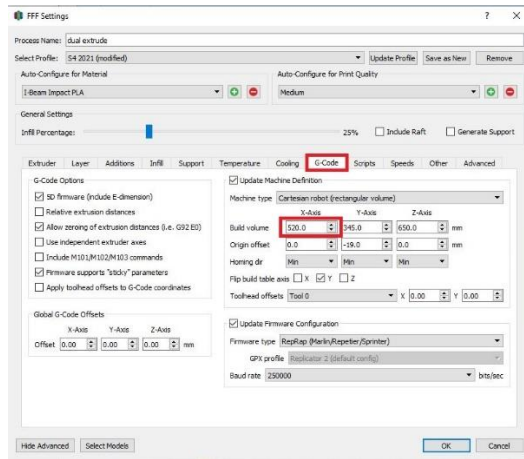 FFF Settings ? ×
Process Name: dual extrude
Select Profile: S4 2021 (modified) Update Profile Save as New Remove
Auto-Configure for Material Auto-Configure for Print Quality
I-Beam Impact PLA Medium
General Settings
Infill Percentage: 25% Include Raft Generate Support
Extruder Layer Additions Infill Support Temperature Cooling G-Code Scripts Speeds Other Advanced
G-Code Options Update Machine Definition
5D firmware (include E-dimension) Machine type Cartesian robot (rectangular volume)
Relative extrusion distances X-Axis Y-Axis Z-Axis
Allow zeroing of extrusion distances (i.e. G92 E0) Build volume 520.0 345.0 650.0 mm
Use independent extruder axes Origin offset 0.0 -19.0 0.0 mm
Include M101/M102/M103 commands Homing dir Min Min Min
Firmware supports "sticky" parameters Flip build table axis X Y Z
Apply toolhead offsets to G-Code coordinates Toolhead offsets Tool 0 X 0.00 Y 0.00
Global G-Code Offsets Update Firmware Configuration
X-Axis Y-Axis Z-Axis Firmware type RepRap (Marlin/Repetier/Sprinter)
Offset 0.00 0.00 0.00 mm GPX profile Replicator 2 (default config)
Baud rate 250000 bits/sec
Hide Advanced Select Models OK Cancel